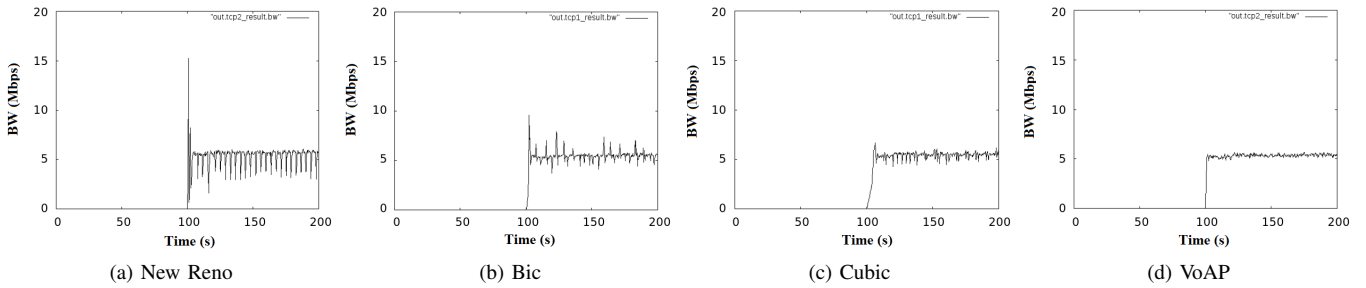 20
15
10
5
0
0
50
100
150
200
BW (Mbps)
Time (s)
"out.tcp2_result.bw"
(a) New Reno
20
15
10
5
0
0
50
100
150
200
BW (Mbps)
Time (s)
"out.tcp1_result.bw"
(b) Bic
20
15
10
5
0
0
50
100
150
200
BW (Mbps)
Time (s)
"out.tcp1_result.bw"
(c) Cubic
20
15
10
5
0
0
50
100
150
200
BW (Mbps)
Time (s)
"out.tcp2_result.bw"
(d) VoAP